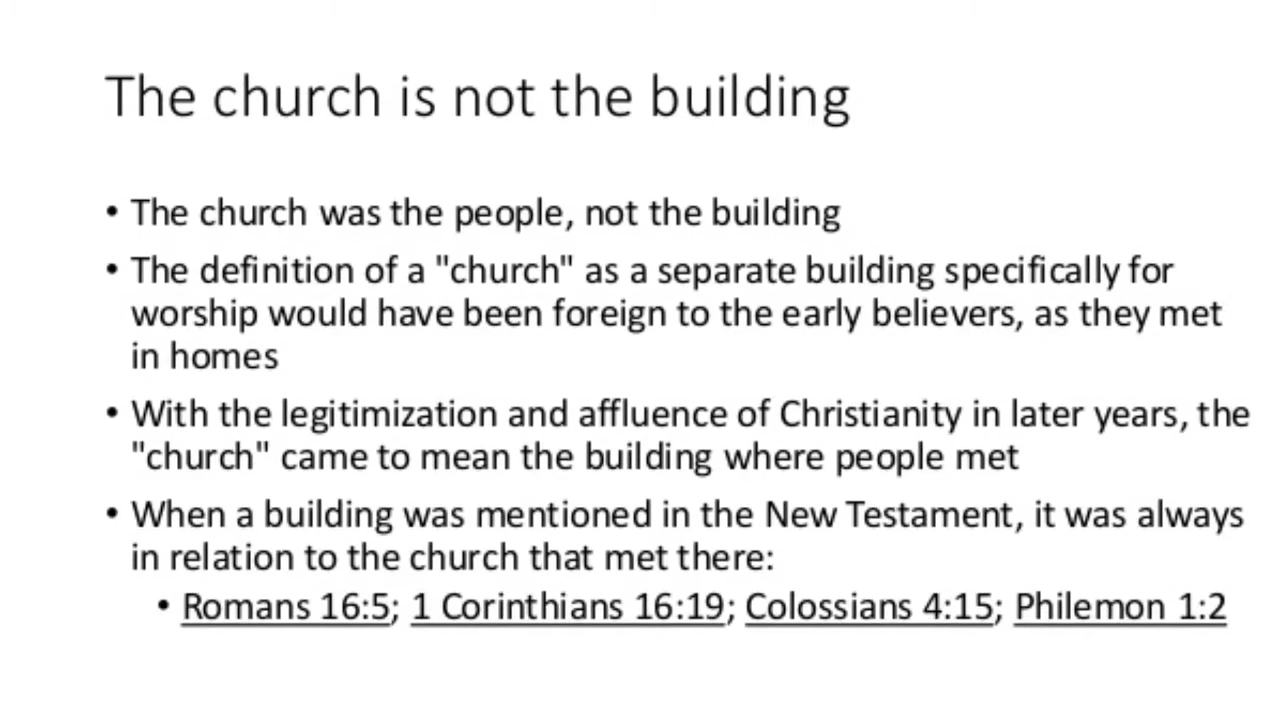 The church is not the building
• The church was the people, not the building
• The definition of a "church" as a separate building specifically for
worship would have been foreign to the early believers, as they met
in homes
• With the legitimization and affluence of Christianity in later years, the
"church" came to mean the building where people met
• When a building was mentioned in the New Testament, it was always
in relation to the church that met there:
• Romans 16:5; 1 Corinthians 16:19; Colossians 4:15; Philemon 1:2